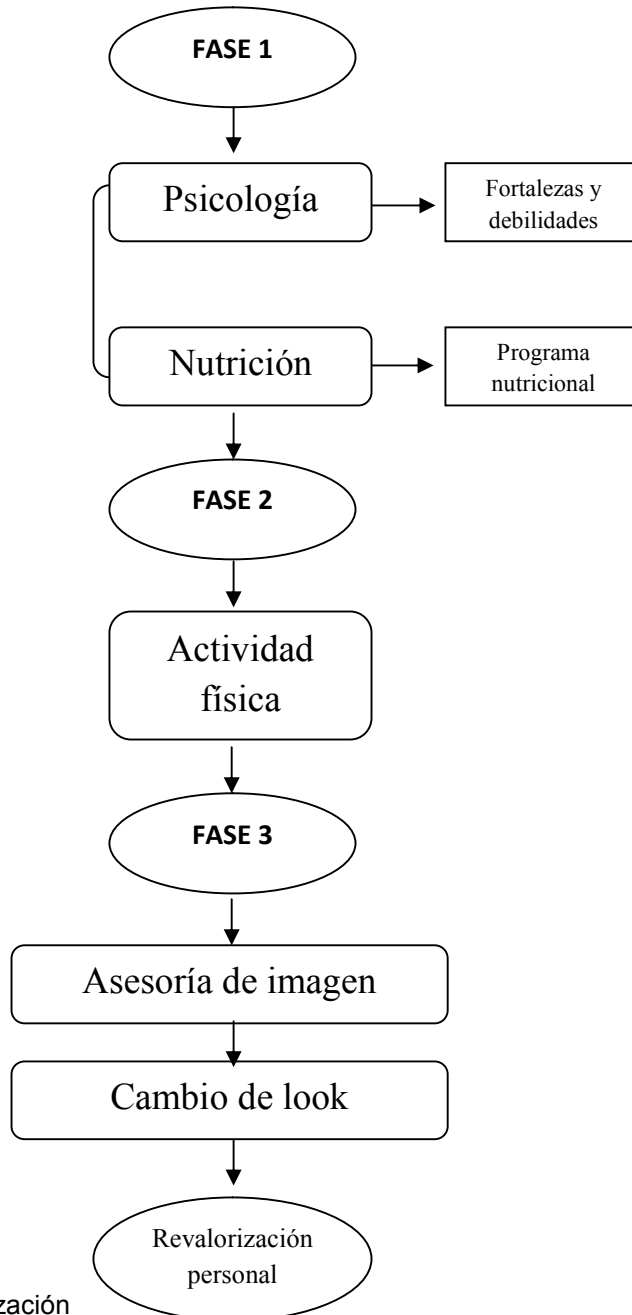 FASE 1
Psicología
Fortalezas y
debilidades
Nutrición
Programa
nutricional
FASE 2
Actividad
física
FASE 3
Asesoría de imagen
Cambio de look
Revalorización
personal
zación